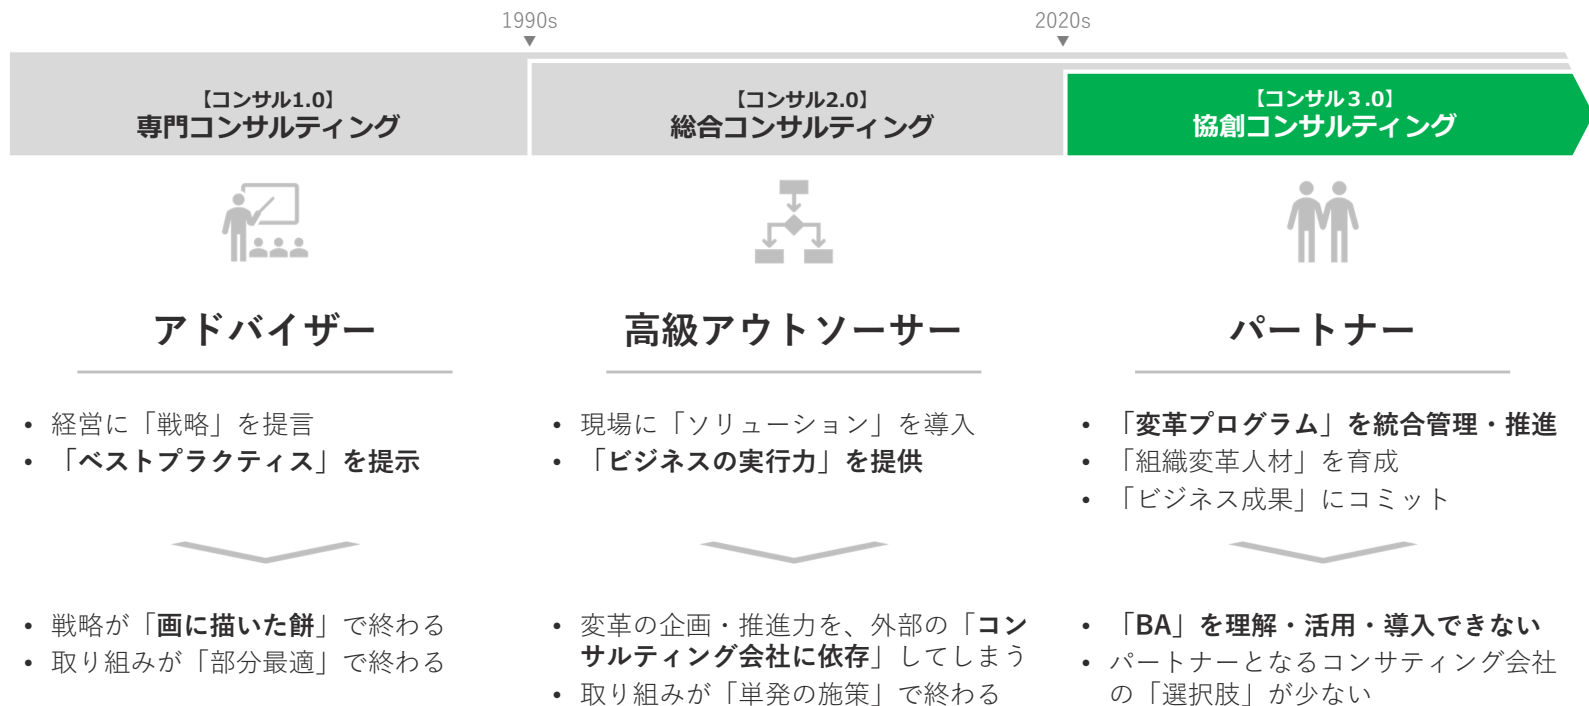 1990s
2020s
【コンサル1.0】
専門コンサルティング
【コンサル2.0】
総合コンサルティング
【コンサル３.0】
協創コンサルティング
アドバイザー
高級アウトソーサー
パートナー
• 経営に「戦略」を提言
• 「ベストプラクティス」を提示
• 現場に「ソリューション」を導入
• 「ビジネスの実行力」を提供
• 「変革プログラム」を統合管理・推進
• 「組織変革人材」を育成
• 「ビジネス成果」にコミット
• 戦略が「画に描いた餅」で終わる
• 取り組みが「部分最適」で終わる
• 変革の企画・推進力を、外部の「コン
サルティング会社に依存」してしまう
• 取り組みが「単発の施策」で終わる
• 「BA」を理解・活用・導入できない
• パートナーとなるコンサティング会社
の「選択肢」が少ない